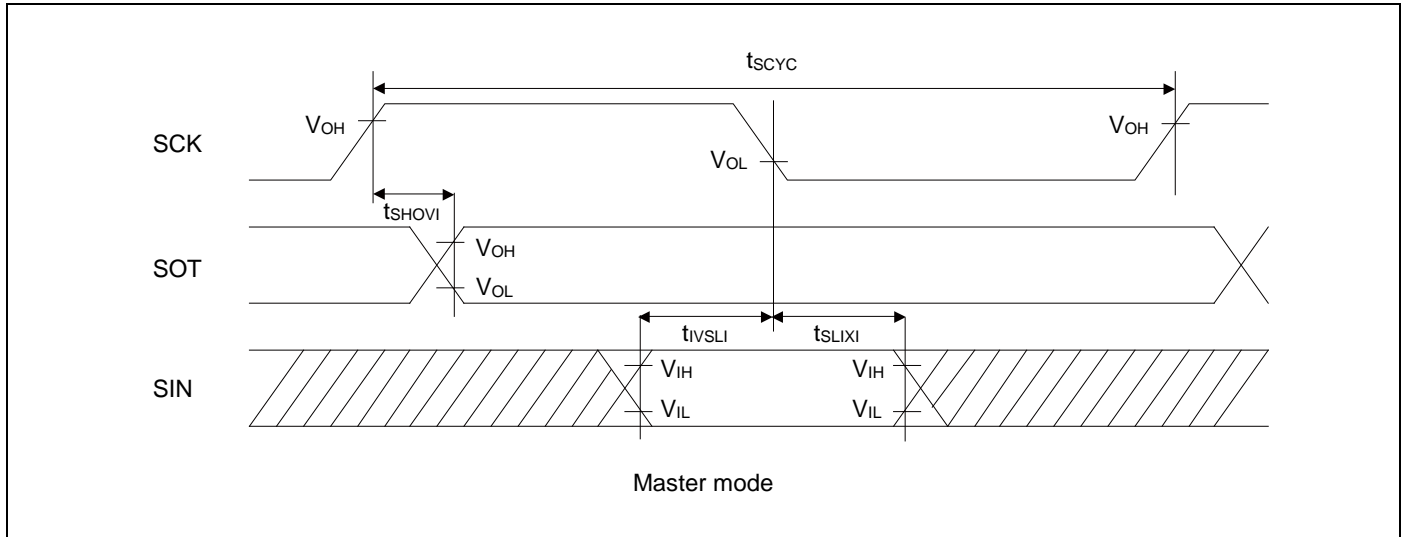 tSCYC
SCK
VOH
VOL
VOH
tSHOVI
SOT
VOH
VOL
tIVSLI
tSLIXI
SIN
VIH
VIL
VIH
VIL
Master mode